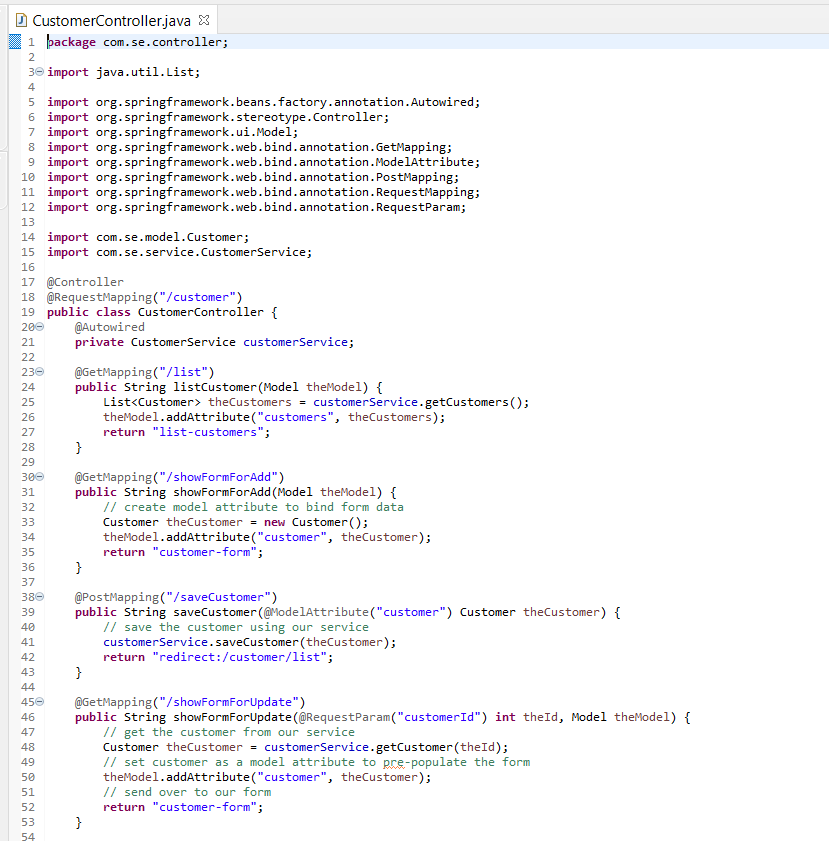 CustomerController.java
1 package com.se.controller;
2
3 import java.util.List;
4
5 import org.springframework.beans.factory.annotation.Autowired;
6 import org.springframework.stereotype.Controller;
7 import org.springframework.ui.Model;
8 import org.springframework.web.bind.annotation.GetMapping;
9 import org.springframework.web.bind.annotation.ModelAttribute;
10 import org.springframework.web.bind.annotation.PostMapping;
11 import org.springframework.web.bind.annotation.RequestMapping;
12 import org.springframework.web.bind.annotation.RequestParam;
13
14 import com.se.model.Customer;
15 import com.se.service.CustomerService;
16
17 @Controller
18 @RequestMapping("/customer")
19 public class CustomerController {
20     @Autowired
21     private CustomerService customerService;
22
23     @GetMapping("/list")
24     public String listCustomer(Model theModel) {
25         List<Customer> theCustomers = customerService.getCustomers();
26         theModel.addAttribute("customers", theCustomers);
27         return "list-customers";
28     }
29
30     @GetMapping("/showFormForAdd")
31     public String showFormForAdd(Model theModel) {
32         // create model attribute to bind form data
33         Customer theCustomer = new Customer();
34         theModel.addAttribute("customer", theCustomer);
35         return "customer-form";
36     }
37
38     @PostMapping("/saveCustomer")
39     public String saveCustomer(@ModelAttribute("customer") Customer theCustomer) {
40         // save the customer using our service
41         customerService.saveCustomer(theCustomer);
42         return "redirect:/customer/list";
43     }
44
45     @GetMapping("/showFormForUpdate")
46     public String showFormForUpdate(@RequestParam("customerId") int theId, Model theModel) {
47         // get the customer from our service
48         Customer theCustomer = customerService.getCustomer(theId);
49         // set customer as a model attribute to pre-populate the form
50         theModel.addAttribute("customer", theCustomer);
51         // send over to our form
52         return "customer-form";
53     }
54